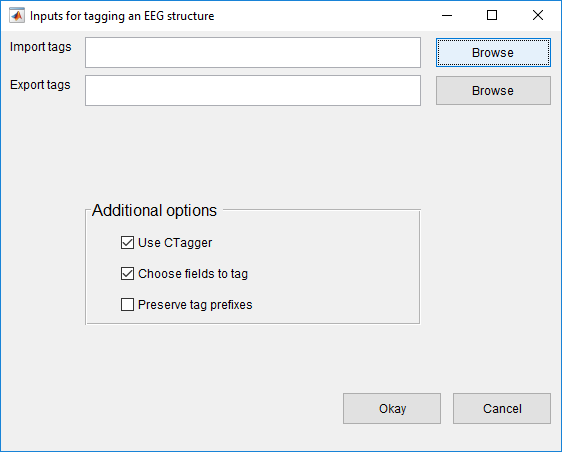 Inputs for tagging an EEG structure
Import tags
Browse
Export tags
Browse
Additional options
Use CTagger
Choose fields to tag
Preserve tag prefixes
Okay
Cancel